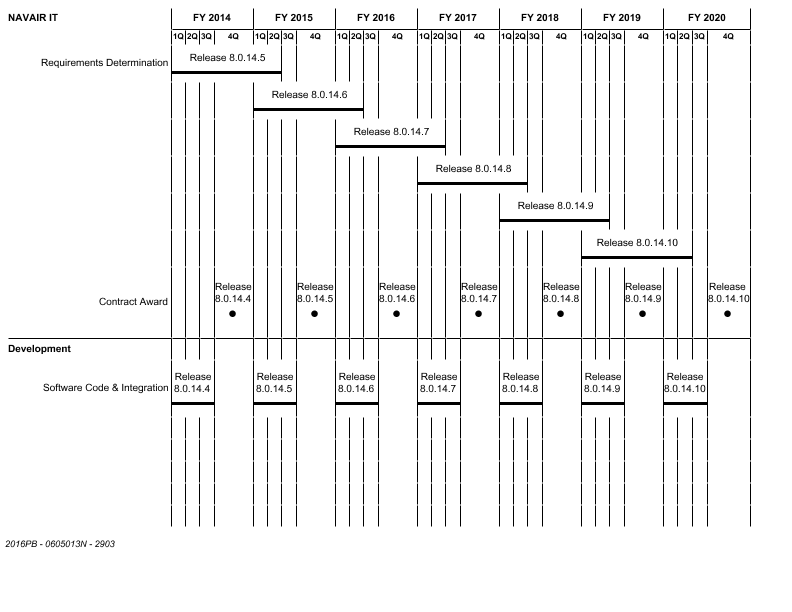 NAVAIR IT FY 2014 FY 2015 FY 2016 FY 2017 FY 2018 FY 2019 FY 2020
1Q 2Q 3Q 4Q 1Q 2Q 3Q 4Q 1Q 2Q 3Q 4Q 1Q 2Q 3Q 4Q 1Q 2Q 3Q 4Q 1Q 2Q 3Q 4Q 1Q 2Q 3Q 4Q
Requirements Determination Release 8.0.14.5
Release 8.0.14.6
Release 8.0.14.7
Release 8.0.14.8
Release 8.0.14.9
Release 8.0.14.10
Release Release Release Release Release Release Release
Contract Award 8.0.14.4 8.0.14.5 8.0.14.6 8.0.14.7 8.0.14.8 8.0.14.9 8.0.14.10
Development
Release Release Release Release Release Release Release
Software Code & Integration 8.0.14.4 8.0.14.5 8.0.14.6 8.0.14.7 8.0.14.8 8.0.14.9 8.0.14.10
2016PB - 0605013N - 2903